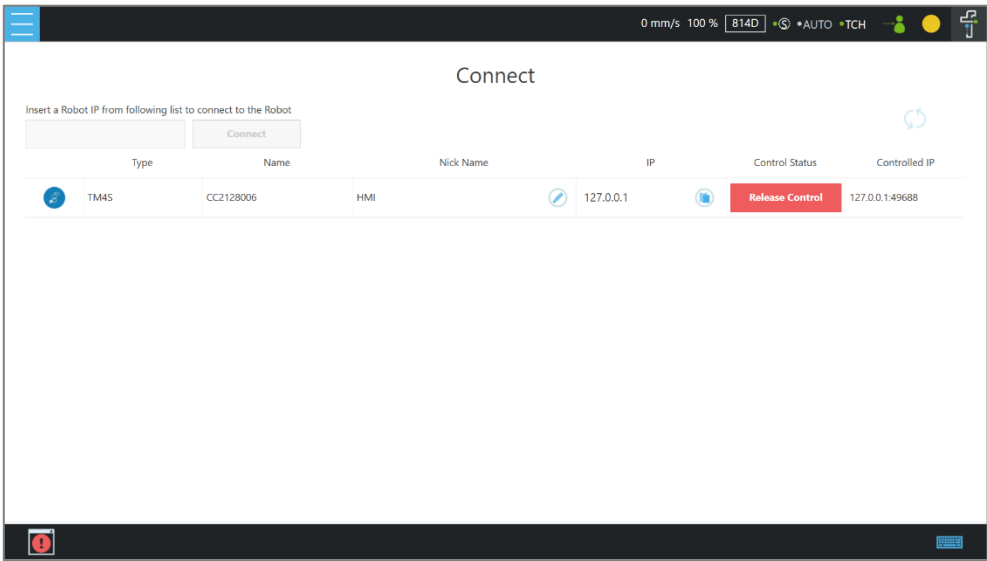 0 mm/s 100 % 814D •Ⓢ •AUTO •TCH
Connect
Insert a Robot IP from following list to connect to the Robot
Connect
Type Name Nick Name IP Control Status Controlled IP
TM4S CC2128006 HMI 127.0.0.1 Release Control 127.0.0.1:49688